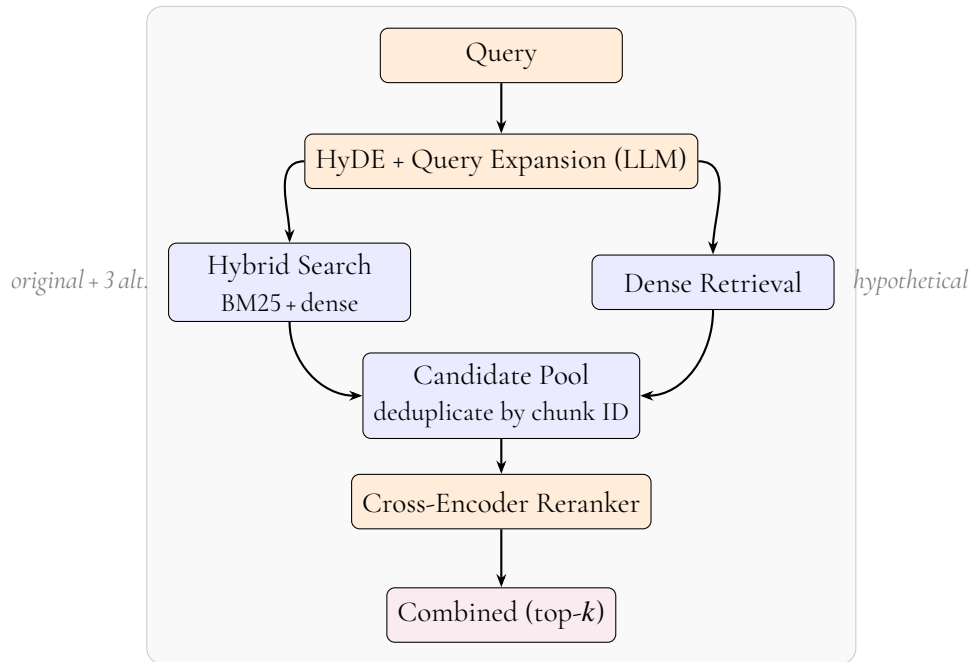 Query
HyDE + Query Expansion (LLM)
original + 3 alt.
Hybrid Search
BM25 + dense
Dense Retrieval
hypothetical
Candidate Pool
deduplicate by chunk ID
Cross-Encoder Reranker
Combined (top-k)